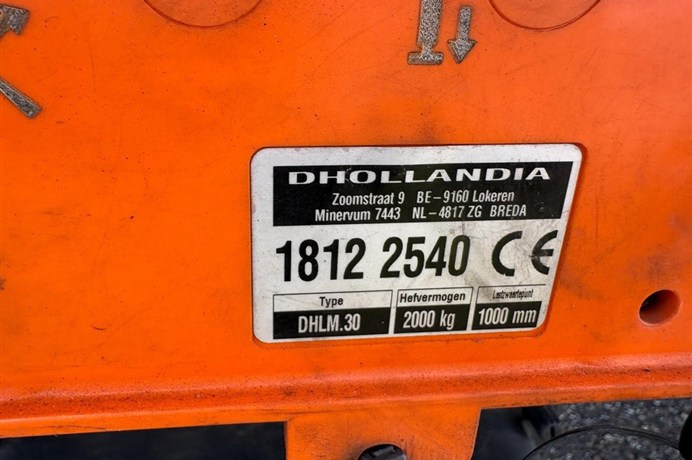 DHOLLANDIA
Zoomstraat 9 BE-9160 Lokeren
Minervum 7443 NL-4817 ZG BREDA
1812 2540 CE
Type Hefvermogen Lastzwaartepunt
DHLM.30 2000 kg 1000 mm